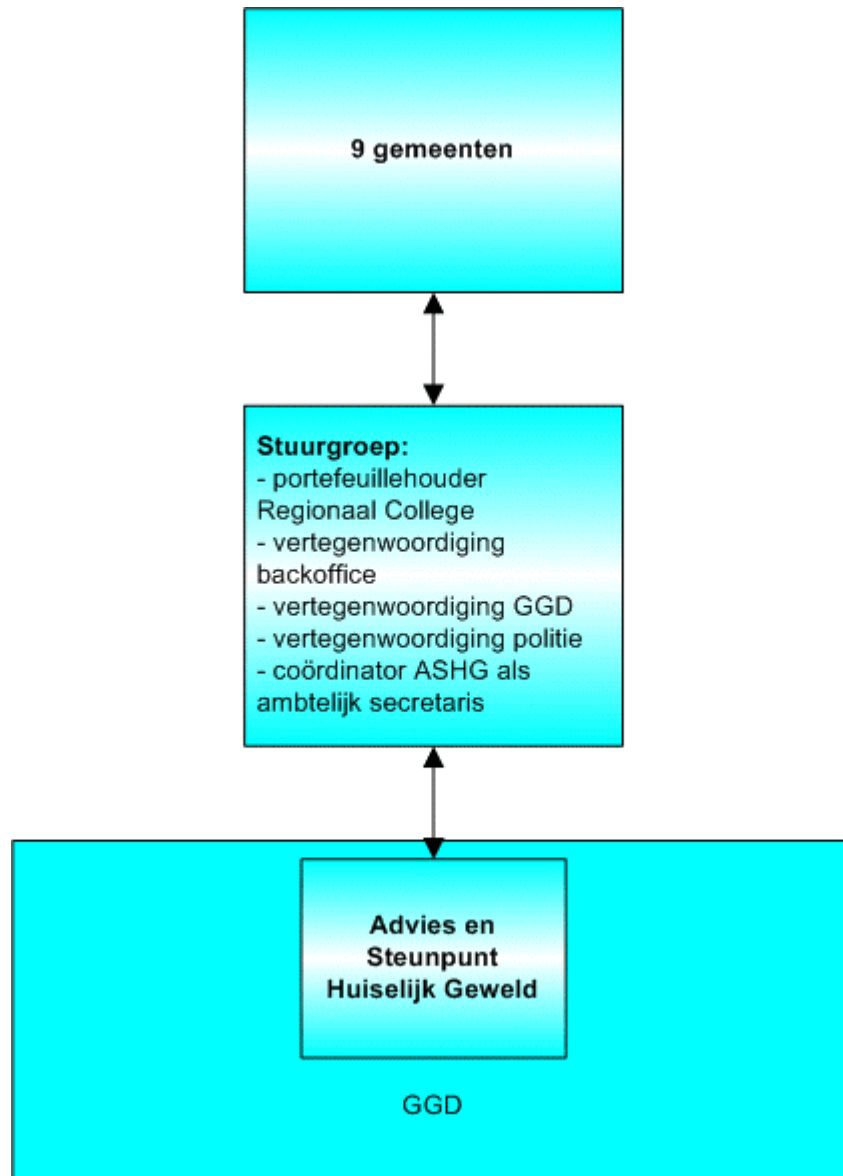 9 gemeenten
Stuurgroep:
- portefeuillehouder
Regionaal College
- vertegenwoordiging
backoffice
- vertegenwoordiging GGD
- vertegenwoordiging politie
- coördinator ASHG als
ambtelijk secretaris
Advies en
Steunpunt
Huiselijk Geweld
GGD